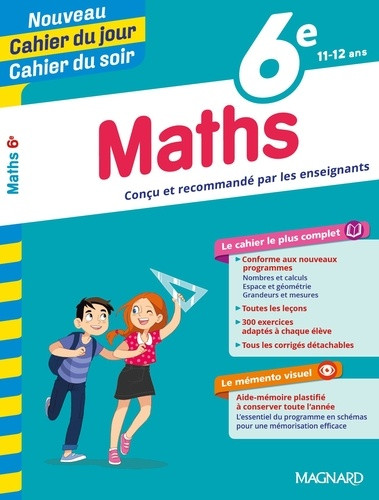 Nouveau
Cahier du jour
Cahier du soir
6e
11-12 ans
Maths
Conçu et recommandé par les enseignants
Maths 6e
Le cahier le plus complet
Conforme aux nouveaux
programmes
Nombres et calculs
Espace et géométrie
Grandeurs et mesures
Toutes les leçons
300 exercices
adaptés à chaque élève
Tous les corrigés détachables
Le mémento visuel
Aide-mémoire plastifié
à conserver toute l'année
L'essentiel du programme en schémas
pour une mémorisation efficace
MAGNARD